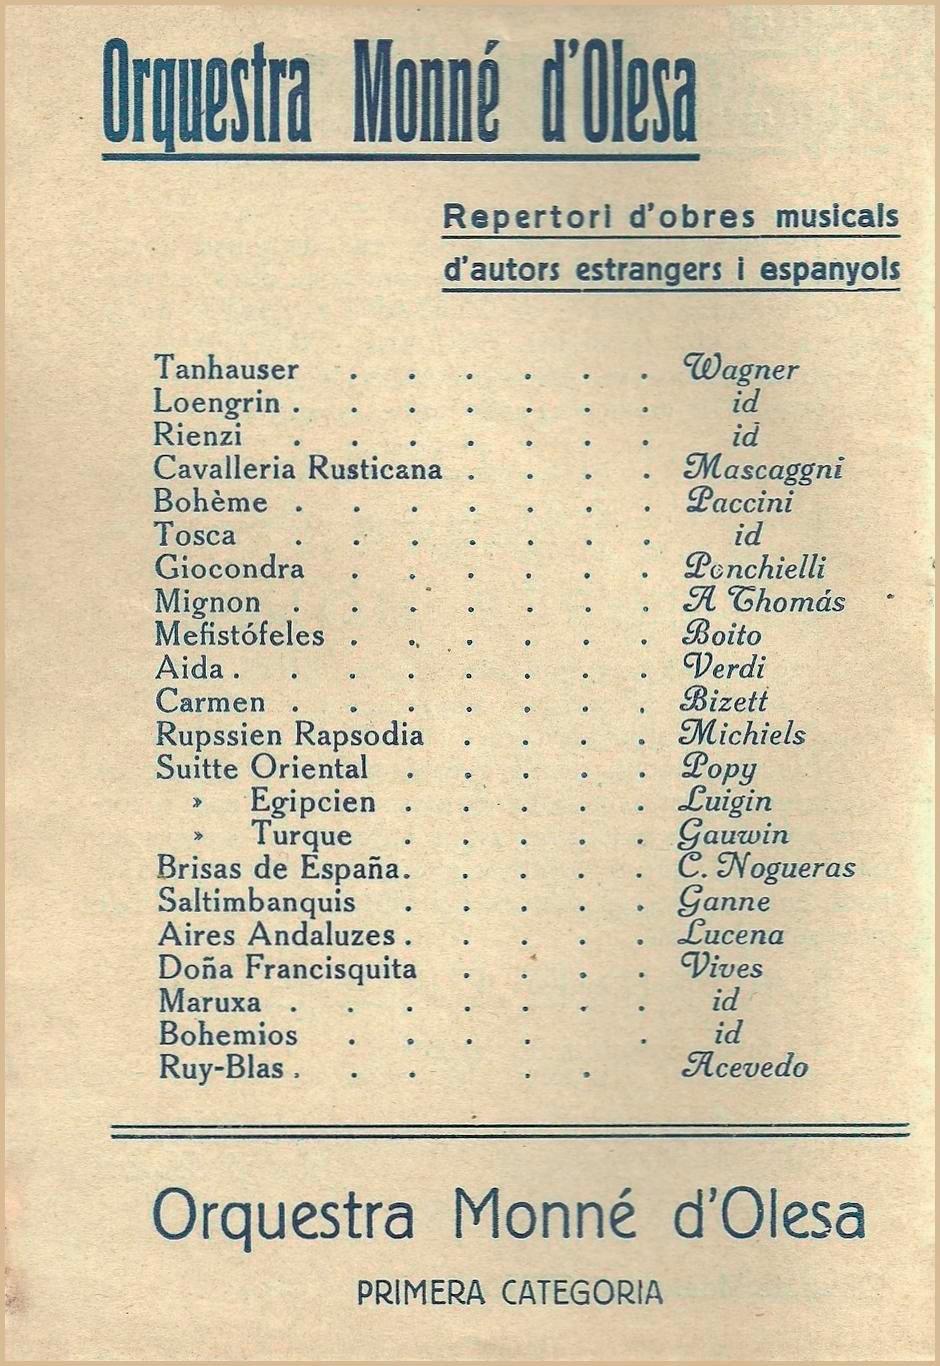 Orquestra Monné d'Olesa
Repertori d'obres musicals
d'autors estrangers i espanyols
Tanhauser . . . . . . Wagner
Loengrin . . . . . . . id
Rienzi . . . . . . . id
Cavalleria Rusticana . . . . Mascaggni
Bohème . . . . . . . Paccini
Tosca . . . . . . . id
Giocondra . . . . . . Ponchielli
Mignon . . . . . . . A Thomás
Mefistófeles . . . . . . Boito
Aida . . . . . . . . Verdi
Carmen . . . . . . . Bizett
Rupssien Rapsodia . . . . Michiels
Suitte Oriental . . . . . Popy
» Egipcien . . . . . Luigin
» Turque . . . . . Gauwin
Brisas de España . . . . . C. Nogueras
Saltimbanquis . . . . . Ganne
Aires Andaluzes . . . . . Lucena
Doña Francisquita . . . . Vives
Maruxa . . . . . . . id
Bohemios . . . . . id
Ruy-Blas . . . . . Acevedo
Orquestra Monné d'Olesa
PRIMERA CATEGORIA